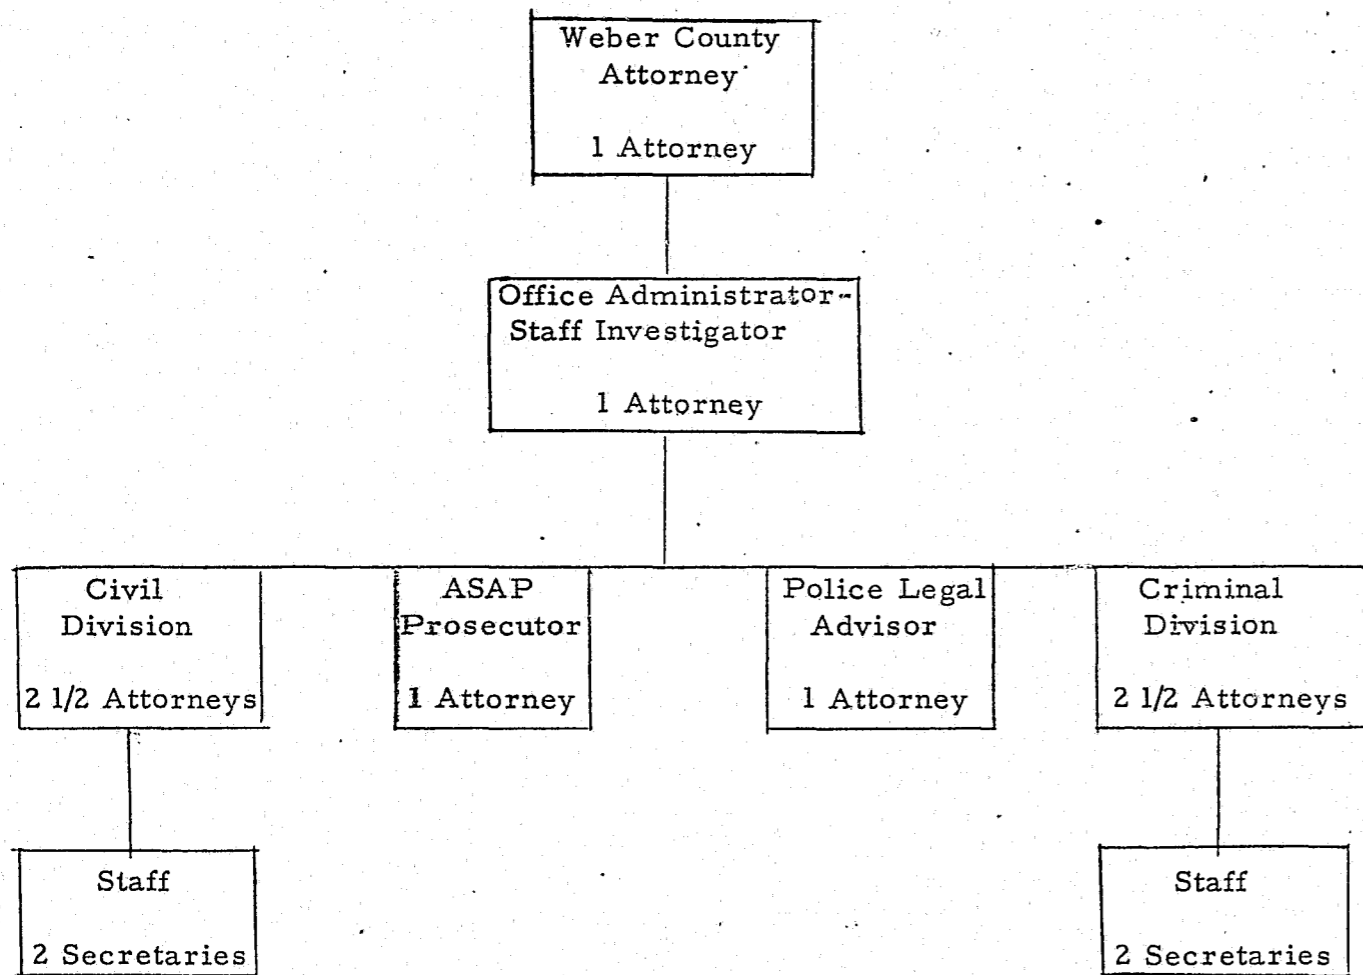 Weber County
Attorney
1 Attorney
Office Administrator-
Staff Investigator
1 Attorney
Civil
Division
2 1/2 Attorneys
ASAP
Prosecutor
1 Attorney
Police Legal
Advisor
1 Attorney
Criminal
Division
2 1/2 Attorneys
Staff
2 Secretaries
Staff
2 Secretaries